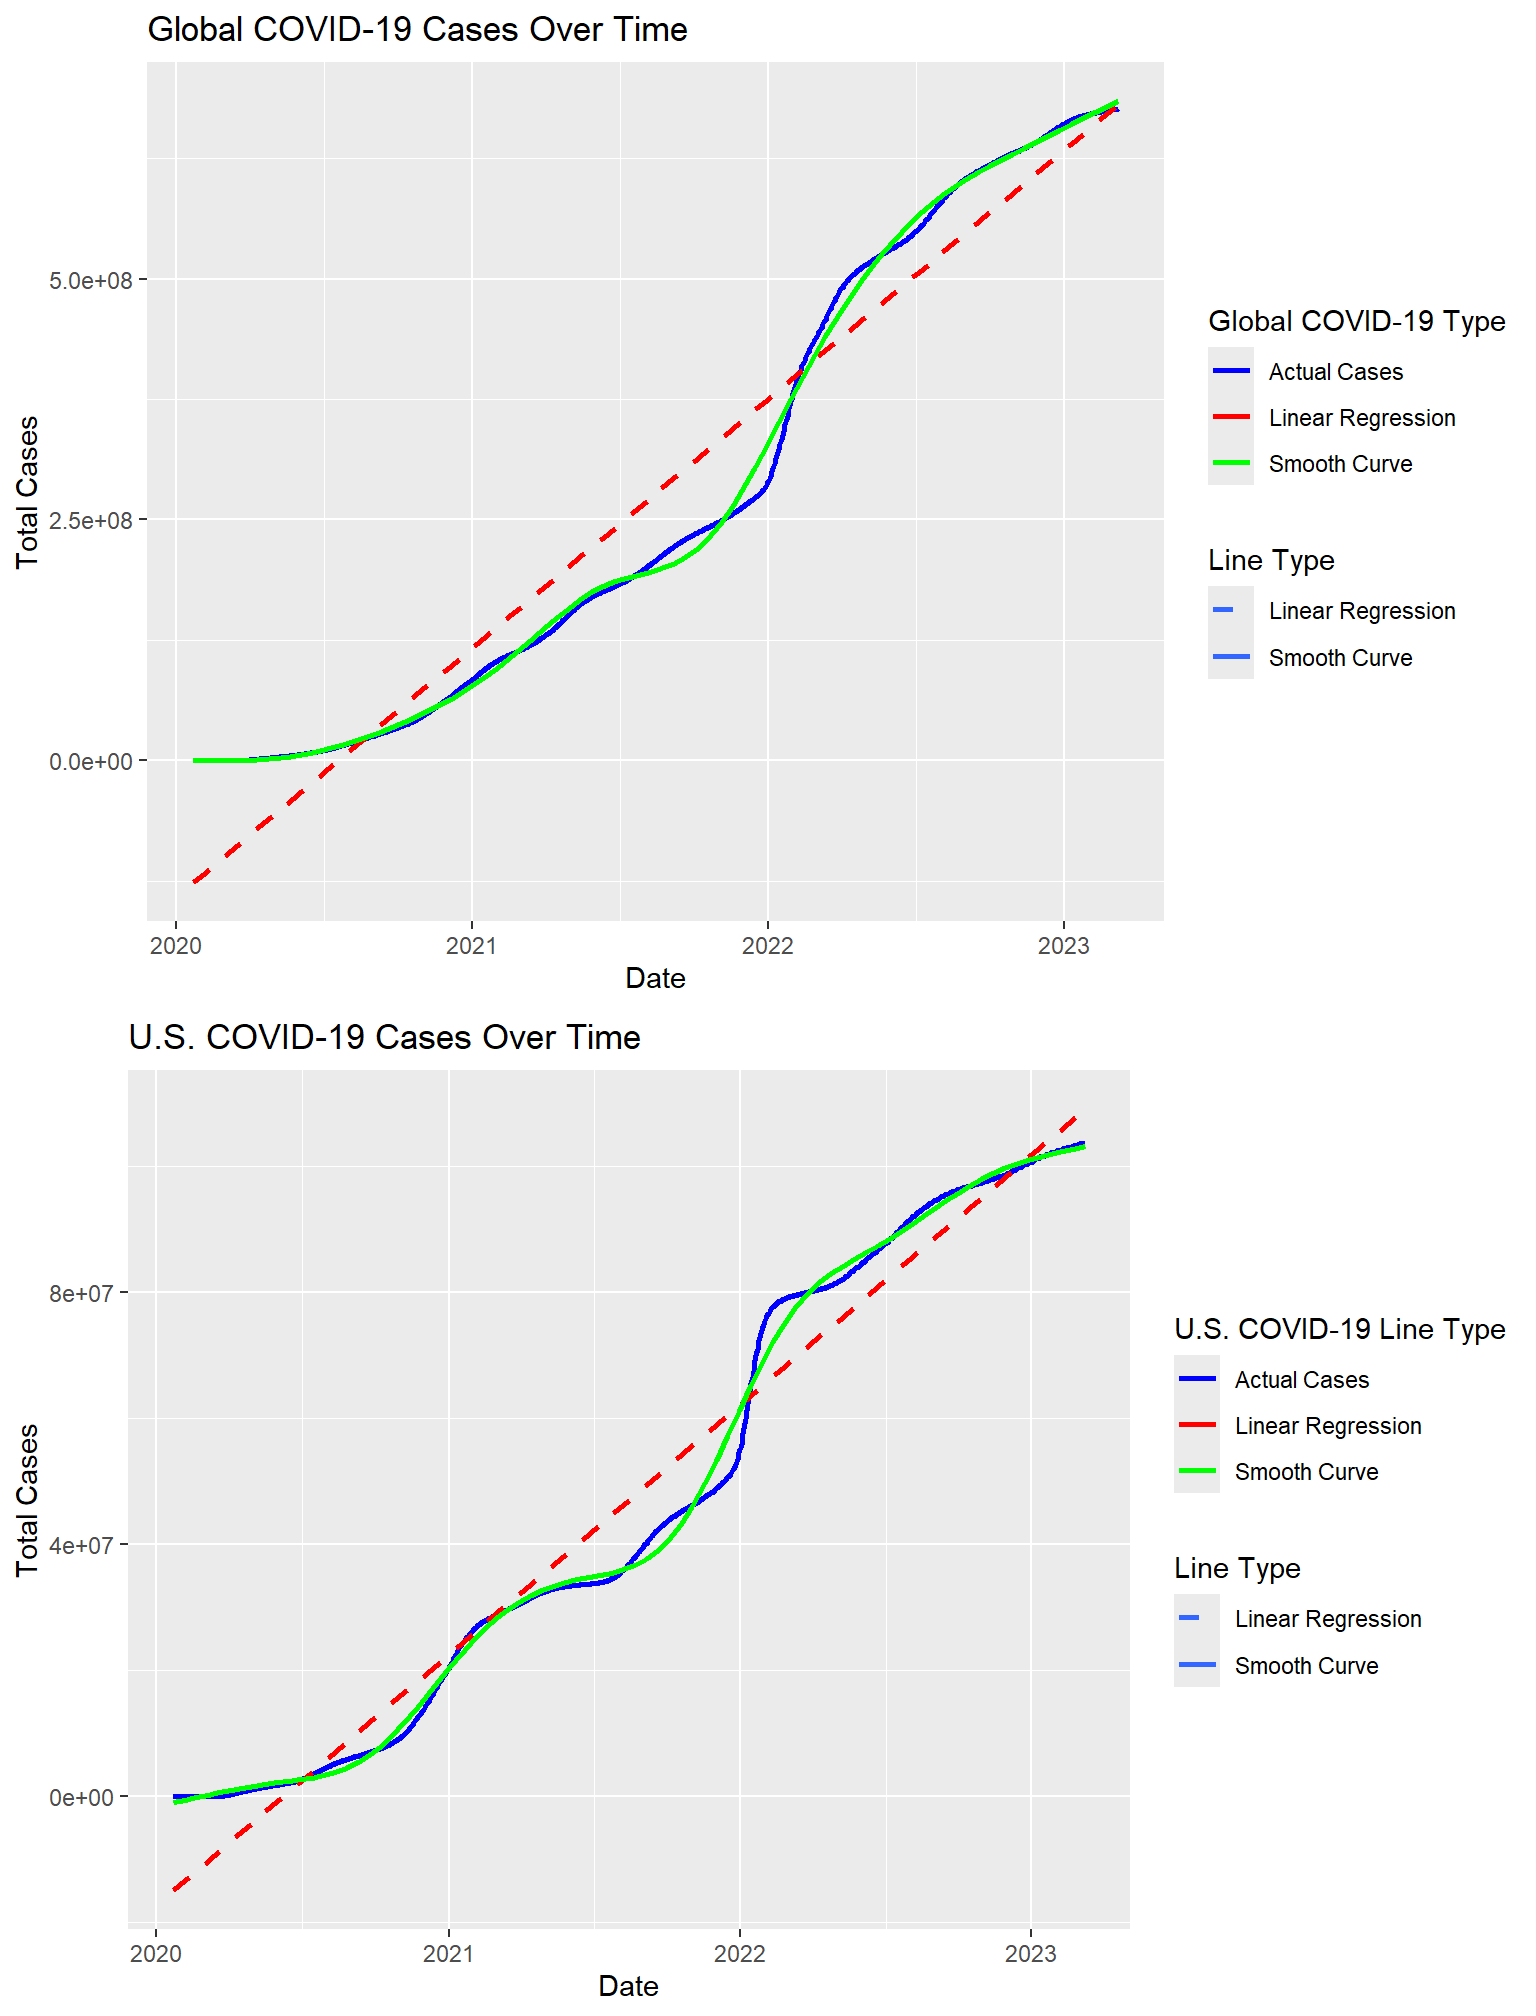 Global COVID-19 Cases Over Time
Total Cases
5.0e+08
2.5e+08
0.0e+00
2020 2021 2022 2023
Date
Global COVID-19 Type
Actual Cases
Linear Regression
Smooth Curve
Line Type
Linear Regression
Smooth Curve
U.S. COVID-19 Cases Over Time
Total Cases
8e+07
4e+07
0e+00
2020 2021 2022 2023
Date
U.S. COVID-19 Line Type
Actual Cases
Linear Regression
Smooth Curve
Line Type
Linear Regression
Smooth Curve